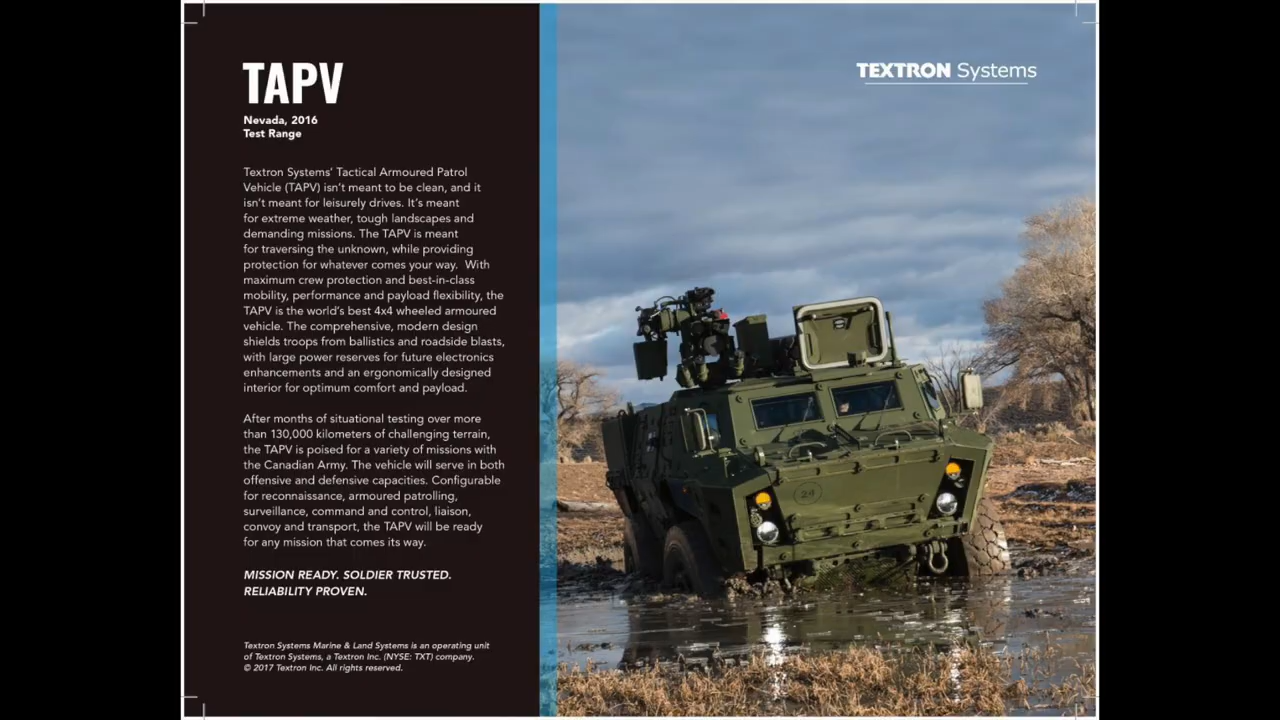 TAPV
Nevada, 2016
Test Range
Textron Systems' Tactical Armoured Patrol
Vehicle (TAPV) isn't meant to be clean, and it
isn't meant for leisurely drives. It's meant
for extreme weather, tough landscapes and
demanding missions. The TAPV is meant
for traversing the unknown, while providing
protection for whatever comes your way.  With
maximum crew protection and best-in-class
mobility, performance and payload flexibility, the
TAPV is the world's best 4x4 wheeled armoured
vehicle. The comprehensive, modern design
shields troops from ballistics and roadside blasts,
with large power reserves for future electronics
enhancements and an ergonomically designed
interior for optimum comfort and payload.
After months of situational testing over more
than 130,000 kilometers of challenging terrain,
the TAPV is poised for a variety of missions with
the Canadian Army. The vehicle will serve in both
offensive and defensive capacities. Configurable
for reconnaissance, armoured patrolling,
surveillance, command and control, liaison,
convoy and transport, the TAPV will be ready
for any mission that comes its way.
MISSION READY. SOLDIER TRUSTED.
RELIABILITY PROVEN.
Textron Systems Marine & Land Systems is an operating unit
of Textron Systems, a Textron Inc. (NYSE: TXT) company.
© 2017 Textron Inc. All rights reserved.
TEXTRON Systems
24